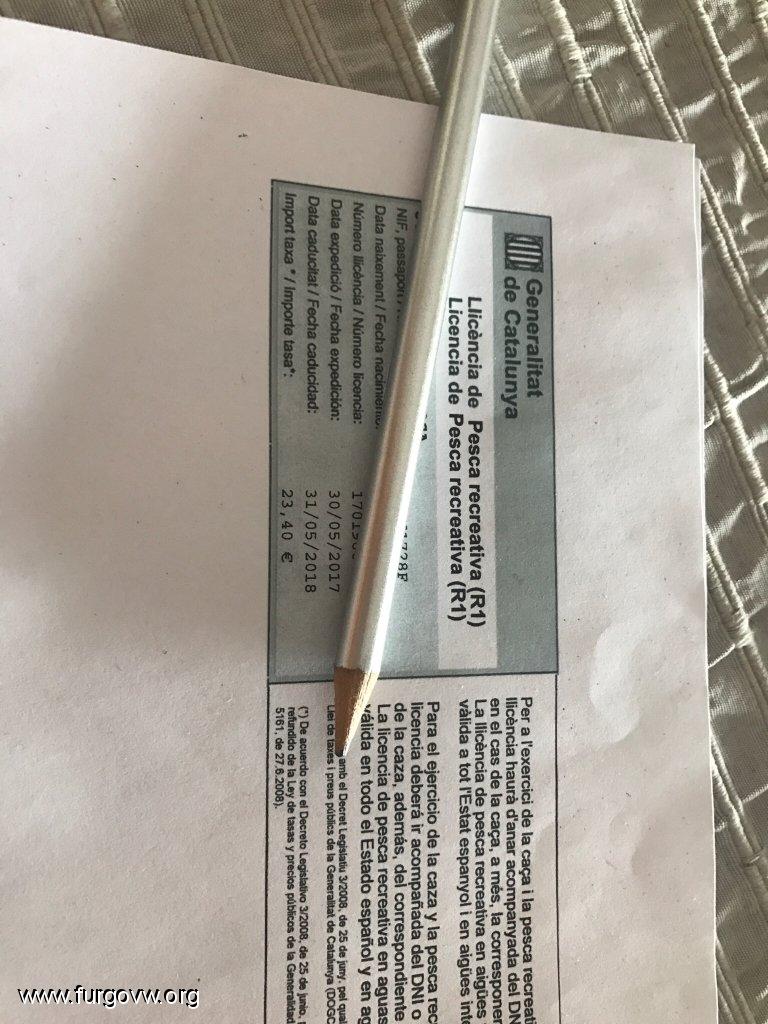 Generalitat
de Catalunya
Llicència de Pesca recreativa (R1)
Licencia de Pesca recreativa (R1)
NIF, passaport /
1728F
Data naixement / Fecha nacimiento:
Número llicència / Número licencia:
Data expedició / Fecha expedición: 30/05/2017
Data caducitat / Fecha caducidad: 31/05/2018
Import taxa * / Importe tasa*: 23,40 €
Per a l'exercici de la caça i la pesca recreati
llicència haurà d'anar acompanyada del DN
en el cas de la caça, a més, la corresponen
La llicència de pesca recreativa en aigües
vàlida a tot l'Estat espanyol i en aigües inte
Para el ejercicio de la caza y la pesca rec
licencia deberá ir acompañada del DNI o
de la caza, además, del correspondiente
La licencia de pesca recreativa en aguas
válida en todo el Estado español y en ag
amb el Decret Legislatiu 3/2008, de 25 de juny, pel qual
Llei de taxes i preus públics de la Generalitat de Catalunya (DOGC
(*) De acuerdo con el Decreto Legislativo 3/2008, de 25 de junio,
refundido de la Ley de tasas y precios públicos de la Generalidad
5161, de 27.6.2008).
www.furgovw.org